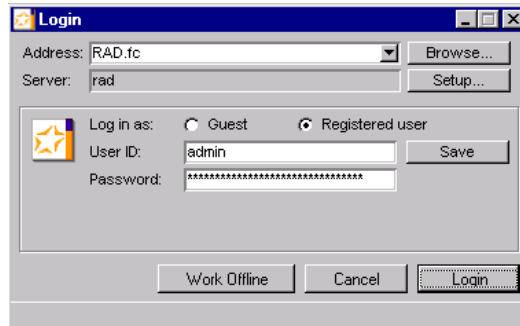 Login
Address: RAD.fc Browse...
Server: rad Setup...
Log in as: Guest Registered user
User ID: admin Save
Password: ********************************
Work Offline Cancel Login